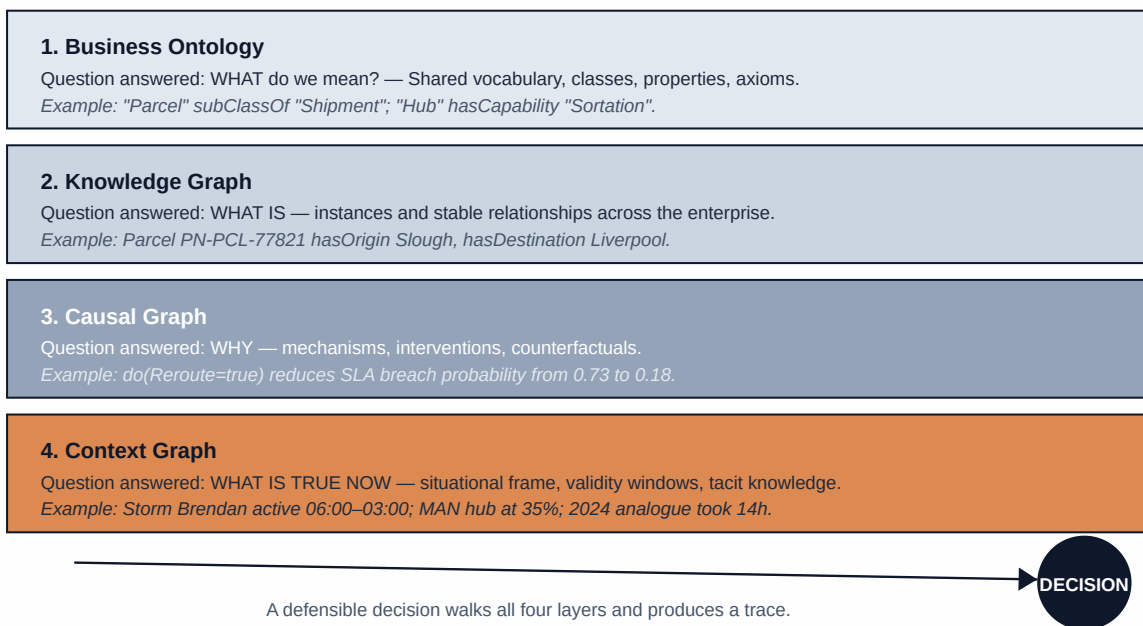 1. Business Ontology
Question answered: WHAT do we mean? — Shared vocabulary, classes, properties, axioms.
Example: "Parcel" subClassOf "Shipment"; "Hub" hasCapability "Sortation".
2. Knowledge Graph
Question answered: WHAT IS — instances and stable relationships across the enterprise.
Example: Parcel PN-PCL-77821 hasOrigin Slough, hasDestination Liverpool.
3. Causal Graph
Question answered: WHY — mechanisms, interventions, counterfactuals.
Example: do(Reroute=true) reduces SLA breach probability from 0.73 to 0.18.
4. Context Graph
Question answered: WHAT IS TRUE NOW — situational frame, validity windows, tacit knowledge.
Example: Storm Brendan active 06:00–03:00; MAN hub at 35%; 2024 analogue took 14h.
DECISION
A defensible decision walks all four layers and produces a trace.